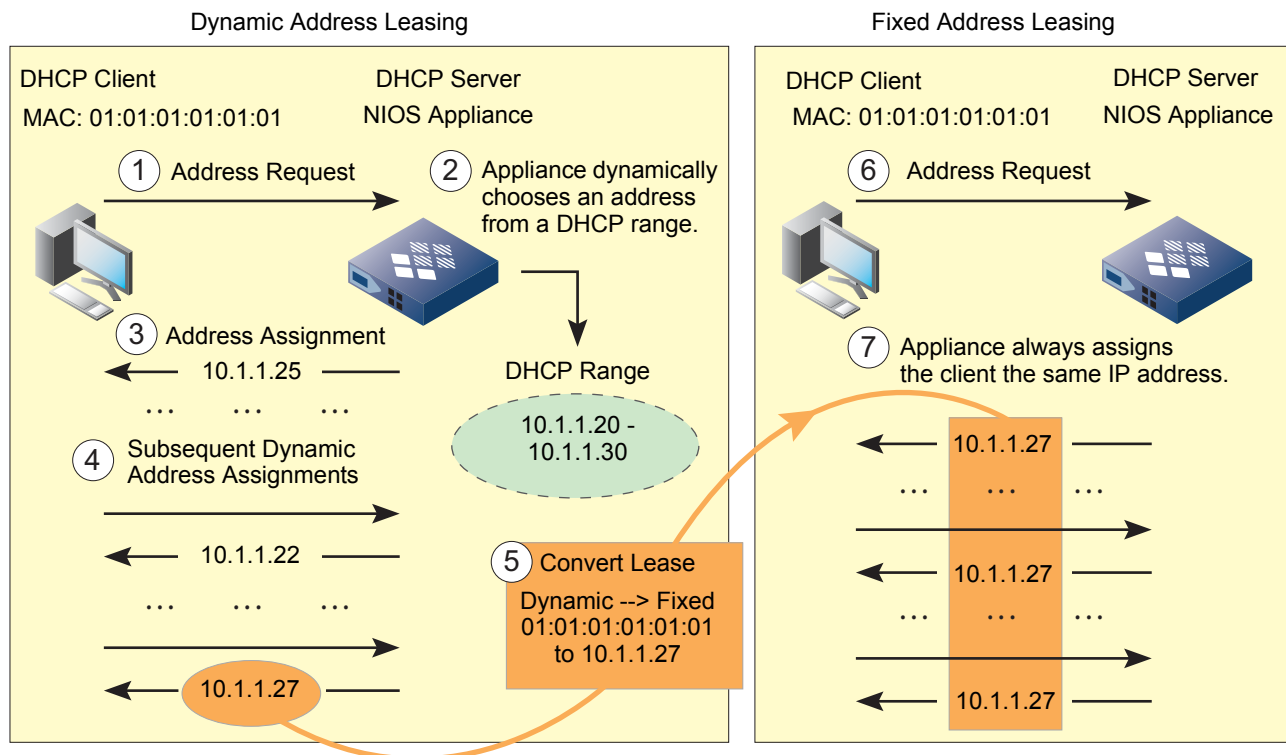 Dynamic Address Leasing
DHCP Client
MAC: 01:01:01:01:01:01
DHCP Server
NIOS Appliance
1 Address Request
2 Appliance dynamically
chooses an address
from a DHCP range.
3 Address Assignment
10.1.1.25
... ... ...
DHCP Range
10.1.1.20 -
10.1.1.30
4 Subsequent Dynamic
Address Assignments
10.1.1.22
... ... ...
10.1.1.27
5 Convert Lease
Dynamic --> Fixed
01:01:01:01:01:01
to 10.1.1.27
Fixed Address Leasing
DHCP Client
MAC: 01:01:01:01:01:01
DHCP Server
NIOS Appliance
6 Address Request
7 Appliance always assigns
the client the same IP address.
10.1.1.27
... ... ...
10.1.1.27
... ... ...
10.1.1.27